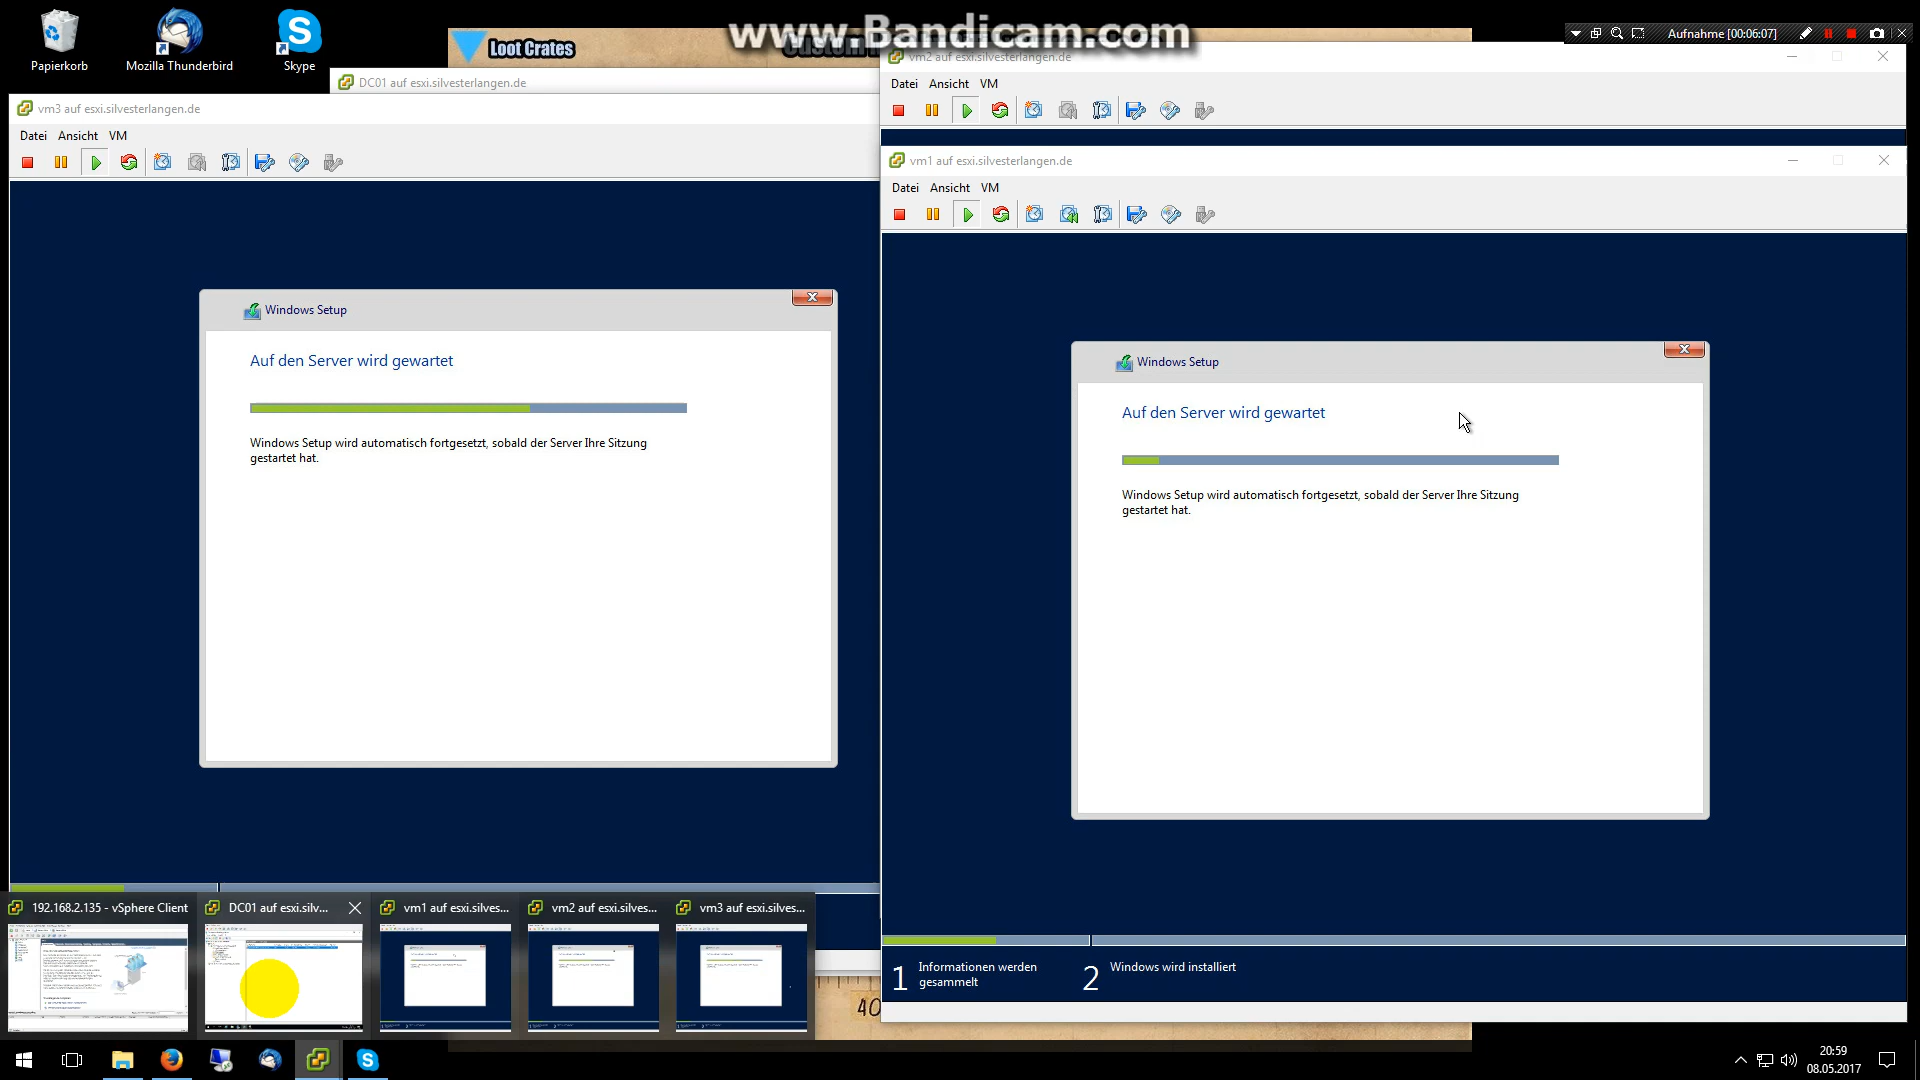 www.Bandicam.com
Papierkorb
Mozilla Thunderbird
Skype
Loot Crates
Aufnahme [00:06:07]
DC01 auf esxi.silvesterlangen.de
vm2 auf esxi.silvesterlangen.de
Datei Ansicht VM
vm3 auf esxi.silvesterlangen.de
Datei Ansicht VM
vm1 auf esxi.silvesterlangen.de
Datei Ansicht VM
Windows Setup
Auf den Server wird gewartet
Windows Setup wird automatisch fortgesetzt, sobald der Server Ihre Sitzung
gestartet hat.
Windows Setup
Auf den Server wird gewartet
Windows Setup wird automatisch fortgesetzt, sobald der Server Ihre Sitzung
gestartet hat.
192.168.2.135 - vSphere Client
DC01 auf esxi.silv...
vm1 auf esxi.silves...
vm2 auf esxi.silves...
vm3 auf esxi.silves...
1 Informationen werden
gesammelt
2 Windows wird installiert
40
20:59
08.05.2017